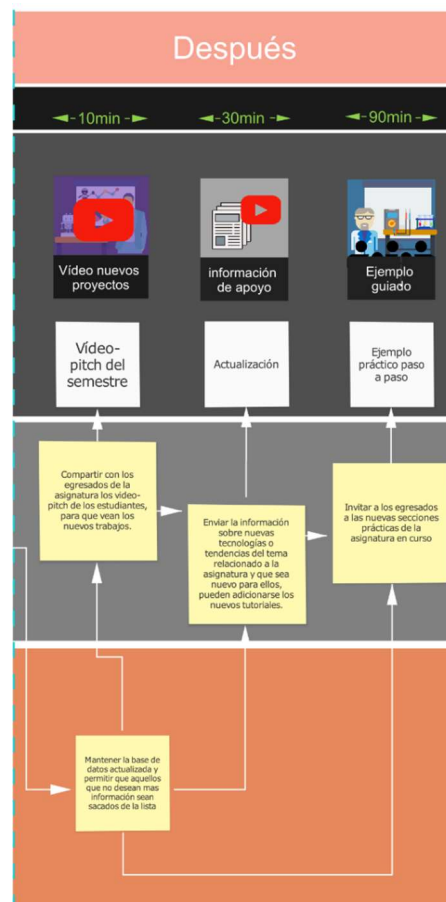 Después
10min
30min
90min
Vídeo nuevos
proyectos
información
de apoyo
Ejemplo
guiado
Vídeo-
pitch del
semestre
Actualización
Ejemplo
práctico paso
a paso
Compartir con los
egresados de la
asignatura los video-
pitch de los estudiantes,
para que vean los
nuevos trabajos.
Enviar la información
sobre nuevas
tecnologías o
tendencias del tema
relacionado a la
asignatura y que sea
nuevo para ellos,
pueden adicionarse los
nuevos tutoriales.
Invitar a los egresados
a las nuevas secciones
prácticas de la
asignatura en curso
Mantener la base de
datos actualizada y
permitir que aquellos
que no desean mas
información sean
sacados de la lista